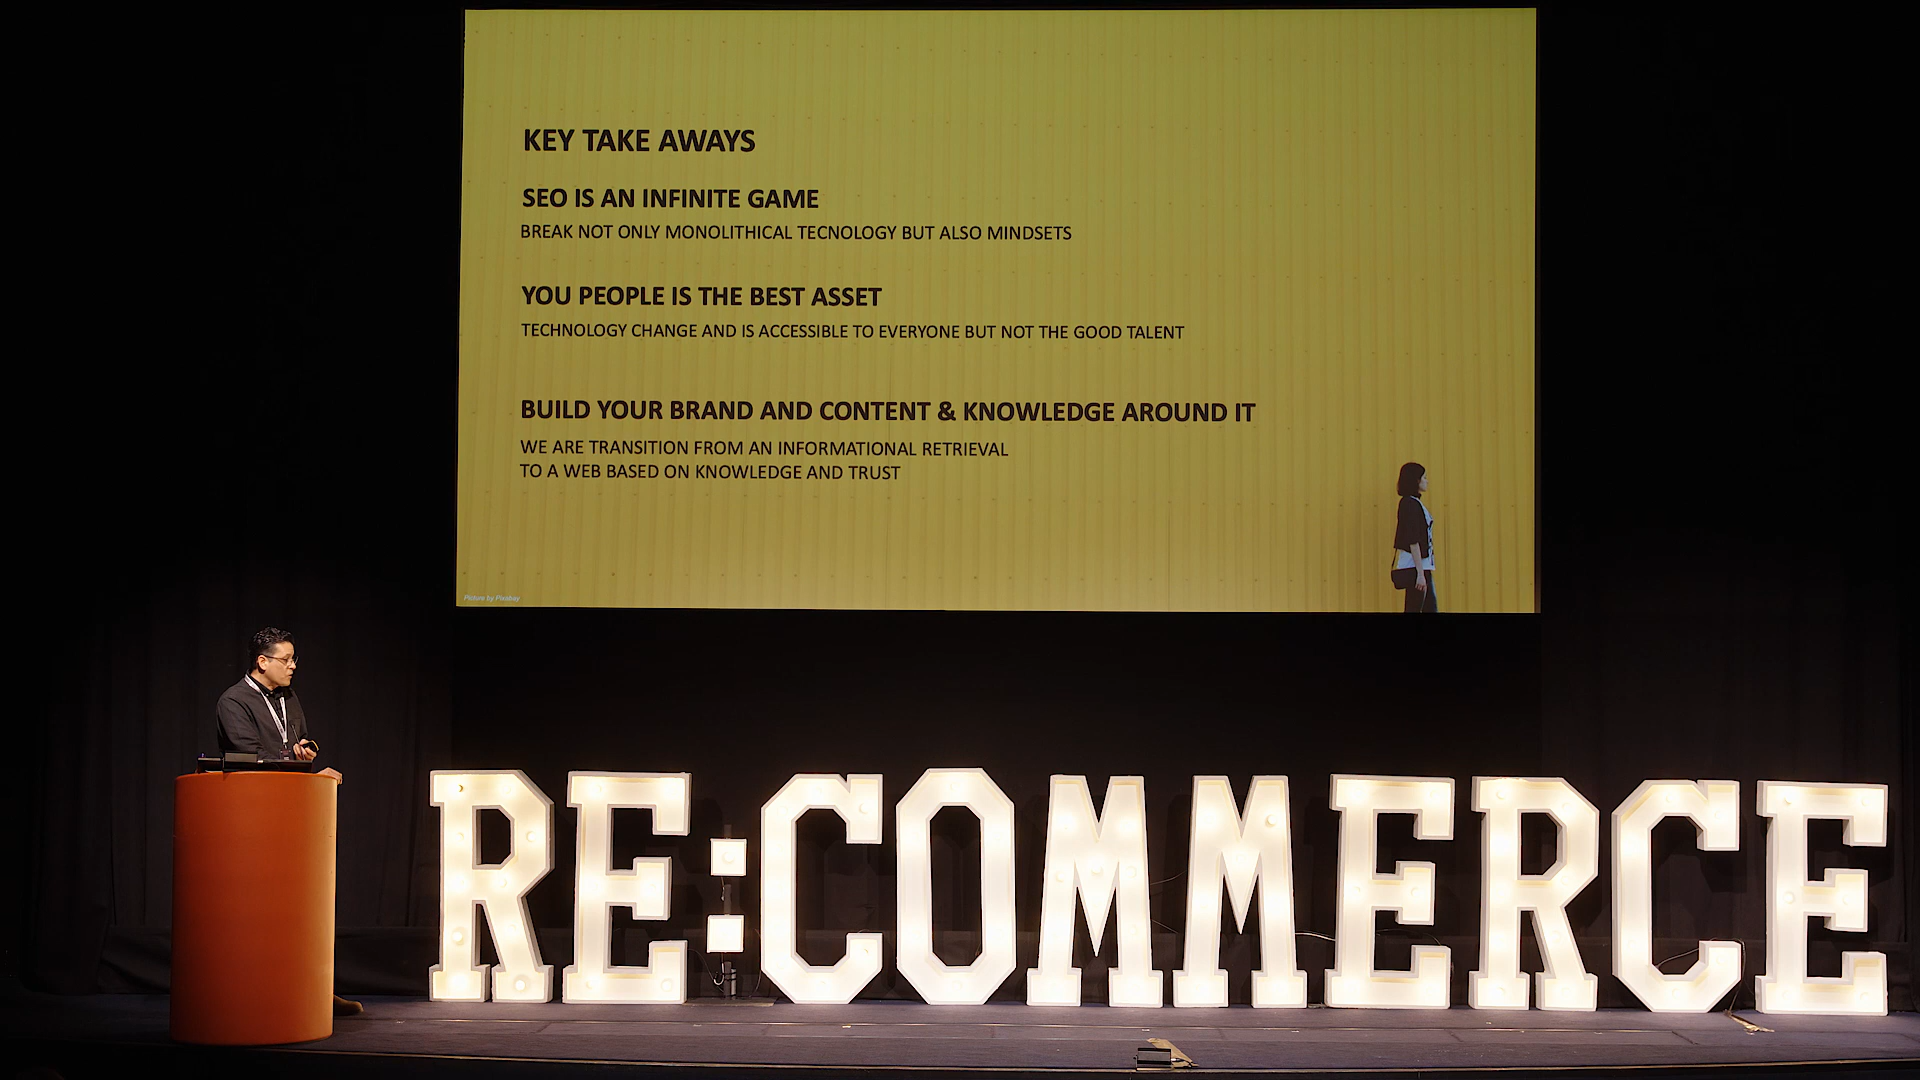 KEY TAKE AWAYS
SEO IS AN INFINITE GAME
BREAK NOT ONLY MONOLITHICAL TECNOLOGY BUT ALSO MINDSETS
YOU PEOPLE IS THE BEST ASSET
TECHNOLOGY CHANGE AND IS ACCESSIBLE TO EVERYONE BUT NOT THE GOOD TALENT
BUILD YOUR BRAND AND CONTENT & KNOWLEDGE AROUND IT
WE ARE TRANSITION FROM AN INFORMATIONAL RETRIEVAL
TO A WEB BASED ON KNOWLEDGE AND TRUST
Picture by Pixabay
RE:COMMERCE